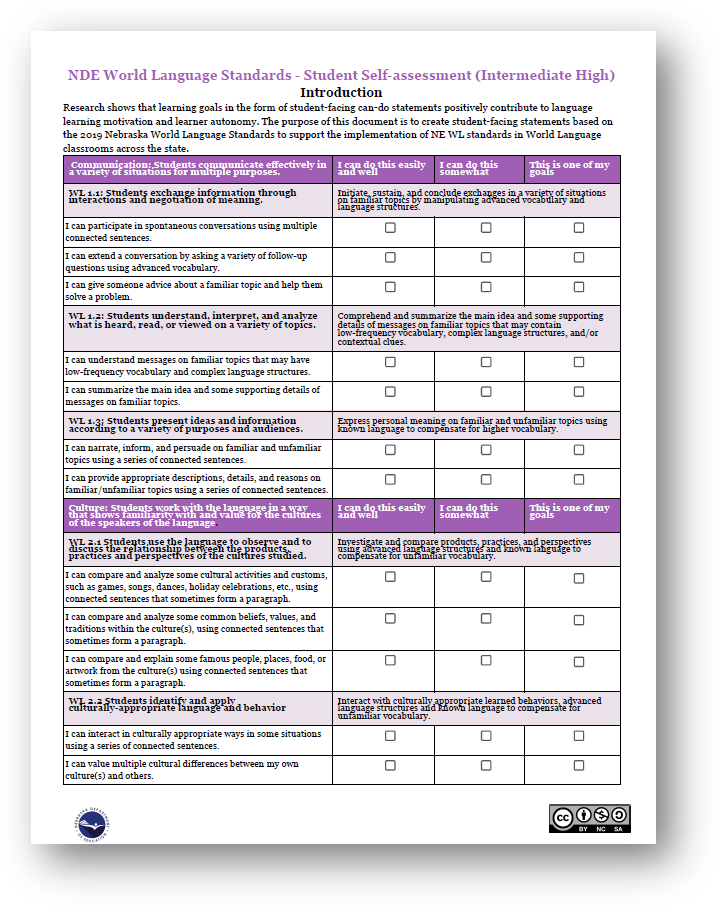 NDE World Language Standards - Student Self-assessment (Intermediate High)
Introduction
Research shows that learning goals in the form of student-facing can-do statements positively contribute to language
learning motivation and learner autonomy. The purpose of this document is to create student-facing statements based on
the 2019 Nebraska World Language Standards to support the implementation of NE WL standards in World Language
classrooms across the state.
Communication: Students communicate effectively in
a variety of situations for multiple purposes.
I can do this easily
and well
I can do this
somewhat
This is one of my
goals
WL 1.1: Students exchange information through
interactions and negotiation of meaning.
Initiate, sustain, and conclude exchanges in a variety of situations
on familiar topics by manipulating advanced vocabulary and
language structures.
I can participate in spontaneous conversations using multiple
connected sentences.
I can extend a conversation by asking a variety of follow-up
questions using advanced vocabulary.
I can give someone advice about a familiar topic and help them
solve a problem.
WL 1.2: Students understand, interpret, and analyze
what is heard, read, or viewed on a variety of topics.
Comprehend and summarize the main idea and some supporting
details of messages on familiar topics that may contain
low-frequency vocabulary, complex language structures, and/or
contextual clues.
I can understand messages on familiar topics that may have
low-frequency vocabulary and complex language structures.
I can summarize the main idea and some supporting details of
messages on familiar topics.
WL 1.3: Students present ideas and information
according to a variety of purposes and audiences.
Express personal meaning on familiar and unfamiliar topics using
known language to compensate for higher vocabulary.
I can narrate, inform, and persuade on familiar and unfamiliar
topics using a series of connected sentences.
I can provide appropriate descriptions, details, and reasons on
familiar/unfamiliar topics using a series of connected sentences.
Culture: Students work with the language in a way
that shows familiarity with and value for the cultures
of the speakers of the language.
I can do this easily
and well
I can do this
somewhat
This is one of my
goals
WL 2.1 Students use the language to observe and to
discuss the relationship between the products,
practices and perspectives of the cultures studied.
Investigate and compare products, practices, and perspectives
using advanced language structures and known language to
compensate for unfamiliar vocabulary.
I can compare and analyze some cultural activities and customs,
such as games, songs, dances, holiday celebrations, etc., using
connected sentences that sometimes form a paragraph.
I can compare and analyze some common beliefs, values, and
traditions within the culture(s), using connected sentences that
sometimes form a paragraph.
I can compare and explain some famous people, places, food, or
artwork from the culture(s) using connected sentences that
sometimes form a paragraph.
WL 2.2 Students identify and apply
culturally-appropriate language and behavior
Interact with culturally appropriate learned behaviors, advanced
language structures and known language to compensate for
unfamiliar vocabulary.
I can interact in culturally appropriate ways in some situations
using a series of connected sentences.
I can value multiple cultural differences between my own
culture(s) and others.
NEBRASKA DEPARTMENT
OF EDUCATION
cc
BY NC SA